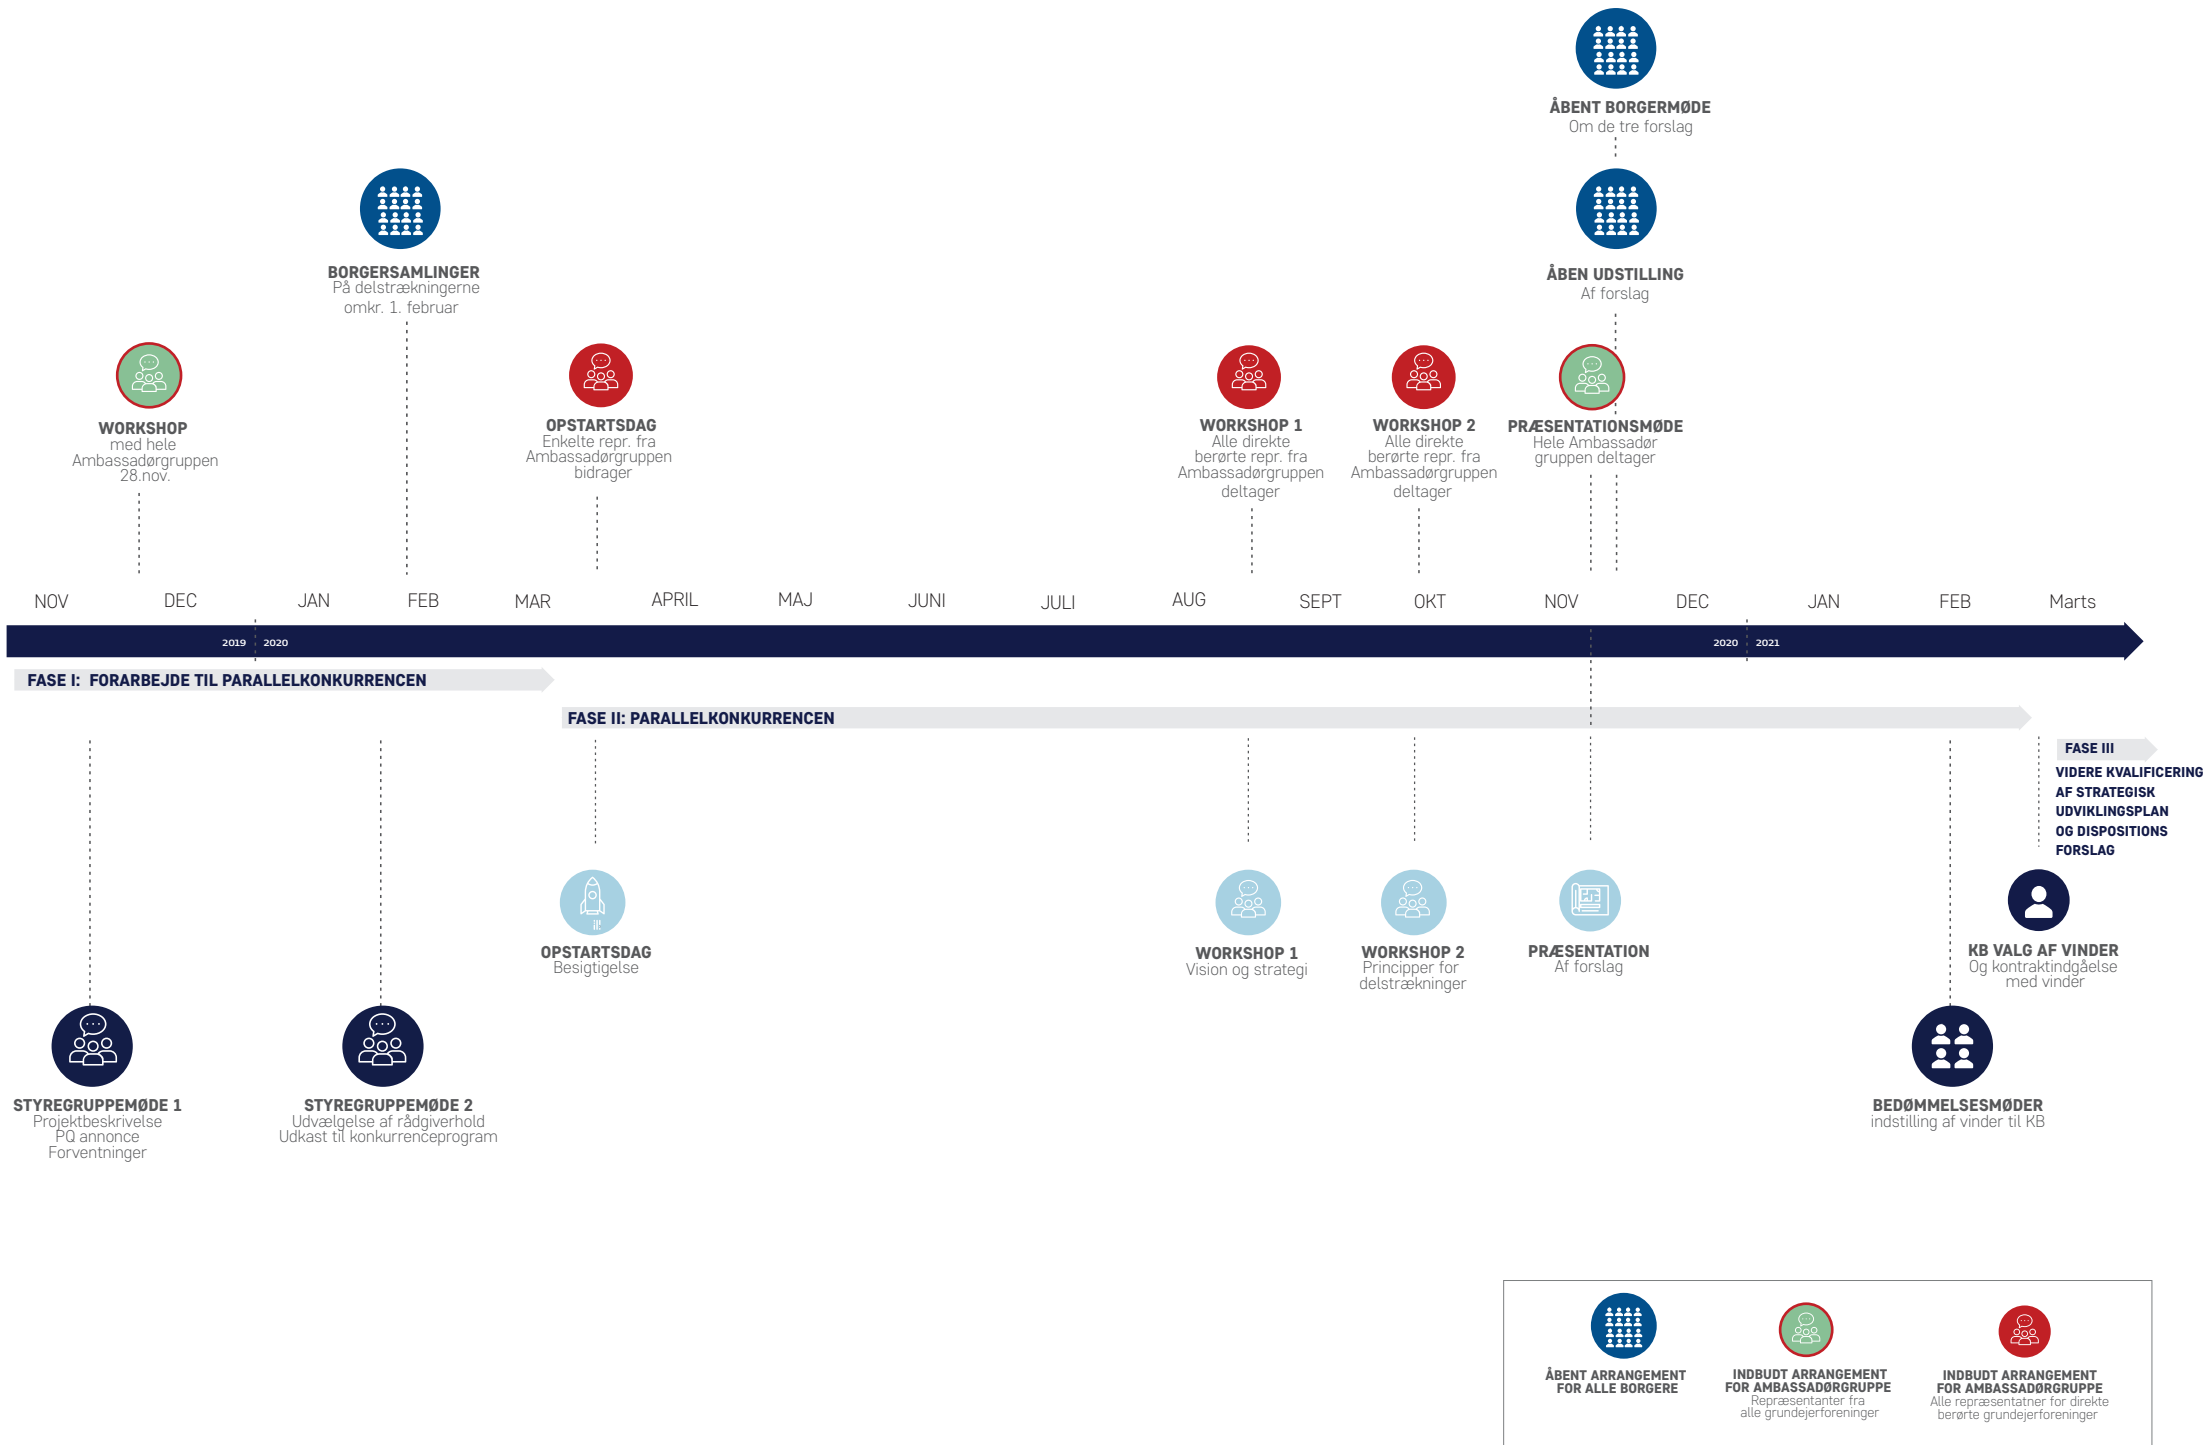 ÅBENT BORGERMØDE
Om de tre forslag
BORGERSAMLINGER
På delstrækningerne
omkr. 1. februar
ÅBEN UDSTILLING
Af forslag
WORKSHOP
med hele
Ambassadørgruppen
28.nov.
OPSTARTSDAG
Enkelte repr. fra
Ambassadørgruppen
bidrager
WORKSHOP 1
Alle direkte
berørte repr. fra
Ambassadørgruppen
deltager
WORKSHOP 2
Alle direkte
berørte repr. fra
Ambassadørgruppen
deltager
PRÆSENTATIONSMØDE
Hele Ambassadør
gruppen deltager
NOV DEC JAN FEB MAR APRIL MAJ JUNI JULI AUG SEPT OKT NOV DEC JAN FEB Marts
2019 2020 2020 2021
FASE I: FORARBEJDE TIL PARALLELKONKURRENCEN
FASE II: PARALLELKONKURRENCEN
FASE III
VIDERE KVALIFICERING
AF STRATEGISK
UDVIKLINGSPLAN
OG DISPOSITIONS
FORSLAG
OPSTARTSDAG
Besigtigelse
WORKSHOP 1
Vision og strategi
WORKSHOP 2
Principper for
delstrækninger
PRÆSENTATION
Af forslag
KB VALG AF VINDER
Og kontraktindgåelse
med vinder
STYREGRUPPEMØDE 1
Projektbeskrivelse
PQ annonce
Forventninger
STYREGRUPPEMØDE 2
Udvælgelse af rådgiverhold
Udkast til konkurrenceprogram
BEDØMMELSESMØDER
indstilling af vinder til KB
ÅBENT ARRANGEMENT
FOR ALLE BORGERE
INDBUDT ARRANGEMENT
FOR AMBASSADØRGRUPPE
Repræsentanter fra
alle grundejerforeninger
INDBUDT ARRANGEMENT
FOR AMBASSADØRGRUPPE
Alle repræsentatner for direkte
berørte grundejerforeninger